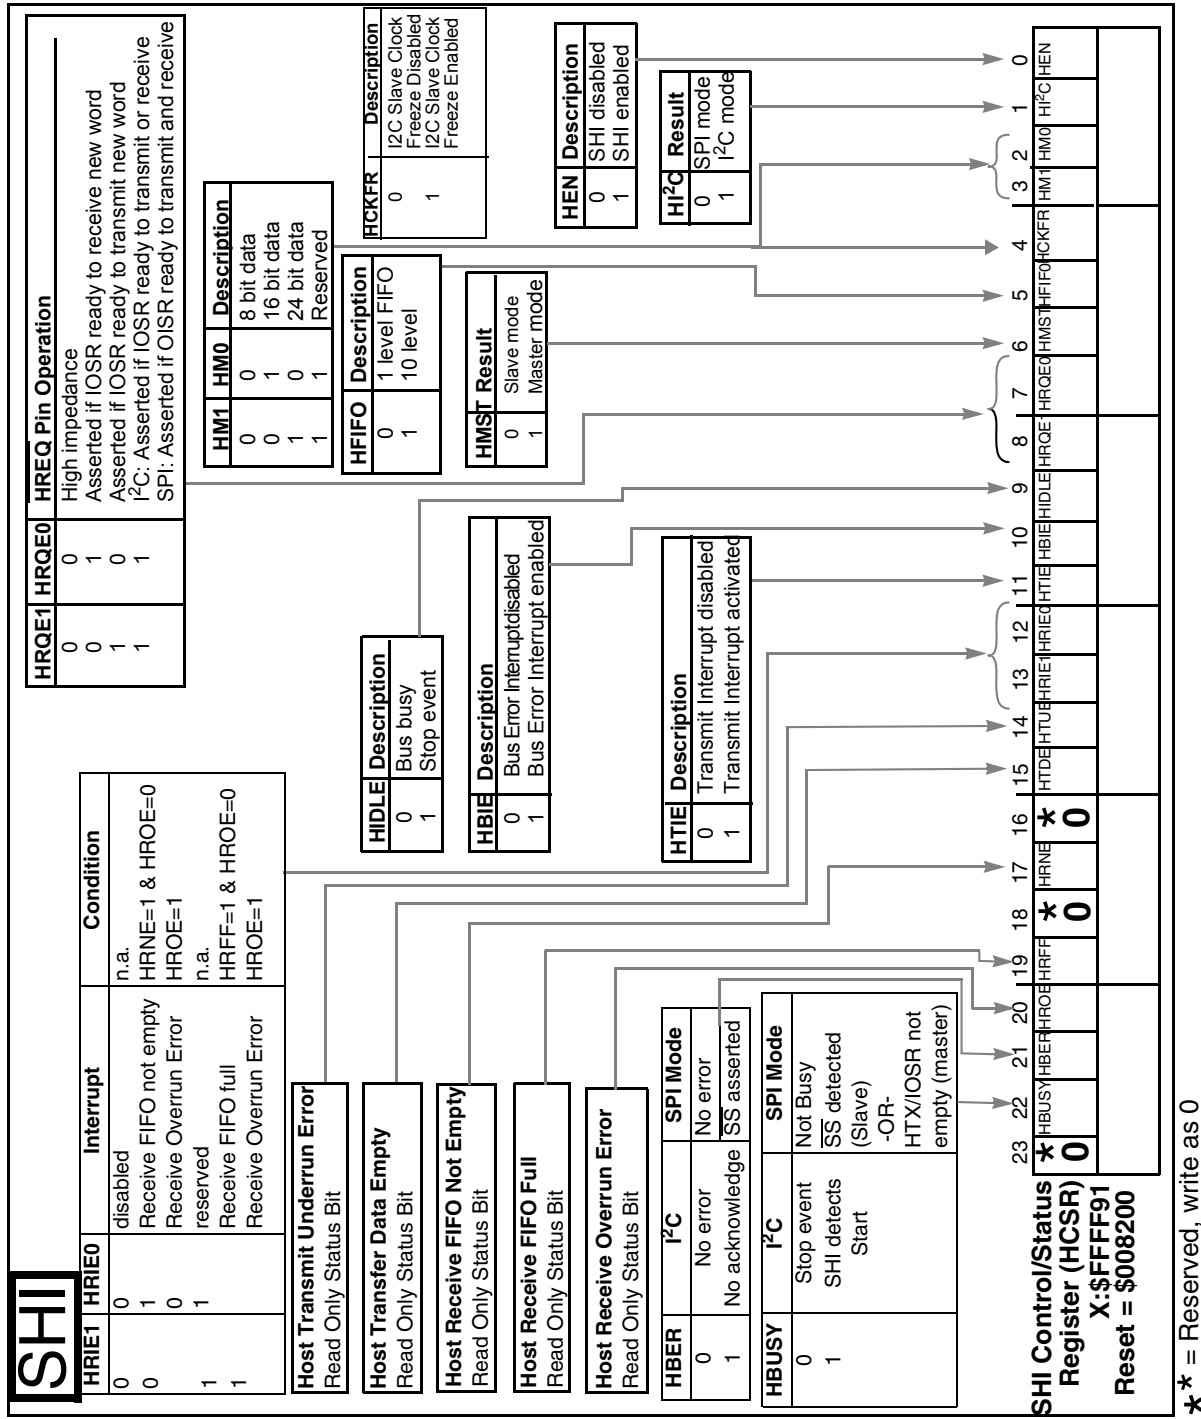 SHI
HRIE1 HRIE0 Interrupt Condition
0 0 disabled n.a.
0 1 Receive FIFO not empty HRNE=1 & HROE=0
0 Receive Overrun Error HROE=1
1 reserved n.a.
1 Receive FIFO full HRFF=1 & HROE=0
1 Receive Overrun Error HROE=1
HRQE1 HRQE0 HREQ Pin Operation
0 0 High impedance
0 1 Asserted if IOSR ready to receive new word
1 0 Asserted if IOSR ready to transmit new word
1 1 I2C: Asserted if IOSR ready to transmit or receive
SPI: Asserted if OISR ready to transmit and receive
HM1 HM0 Description
0 0 8 bit data
0 1 16 bit data
1 0 24 bit data
1 1 Reserved
HCKFR Description
0 I2C Slave Clock
Freeze Disabled
1 I2C Slave Clock
Freeze Enabled
Host Transmit Underrun Error
Read Only Status Bit
HIDLE Description
0 Bus busy
1 Stop event
HFIFO Description
0 1 level FIFO
1 10 level
Host Transfer Data Empty
Read Only Status Bit
Host Receive FIFO Not Empty
Read Only Status Bit
HBIE Description
0 Bus Error Interruptdisabled
1 Bus Error Interrupt enabled
HMST Result
0 Slave mode
1 Master mode
Host Receive FIFO Full
Read Only Status Bit
HEN Description
0 SHI disabled
1 SHI enabled
Host Receive Overrun Error
Read Only Status Bit
HBER I2C SPI Mode
0 No error No error
1 No acknowledge SS asserted
HTIE Description
0 Transmit Interrupt disabled
1 Transmit Interrupt activated
HI2C Result
0 SPI mode
1 I2C mode
HBUSY I2C SPI Mode
0 Stop event Not Busy
1 SHI detects SS detected
Start (Slave)
-OR-
HTX/IOSR not
empty (master)
23 22 21 20 19 18 17 16 15 14 13 12 11 10 9 8 7 6 5 4 3 2 1 0
* HBUSY HBER HROE HRFF * HRNE * HTDE HTUE HRIE1 HRIE0 HTIE HBIE HIDLE HRQE1 HRQE0 HMST HFIF0 HCKFR HM1 HM0 HI2C HEN
0 0 0
SHI Control/Status
Register (HCSR)
X:$FFFF91
Reset = $008200
* * = Reserved, write as 0